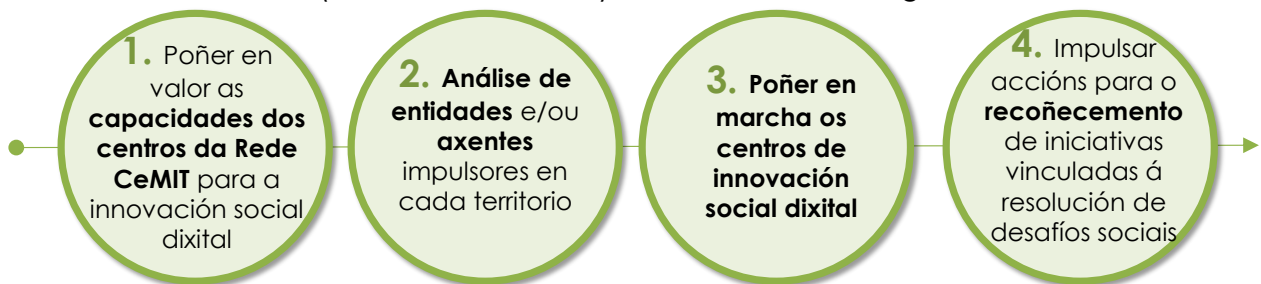 1. Poñer en
valor as
capacidades dos
centros da Rede
CeMIT para a
innovación social
dixital
2. Análise de
entidades e/ou
axentes
impulsores en
cada territorio
3. Poñer en
marcha os
centros de
innovación
social dixital
4. Impulsar
accións para o
recoñecemento
de iniciativas
vinculadas á
resolución de
desafíos sociais